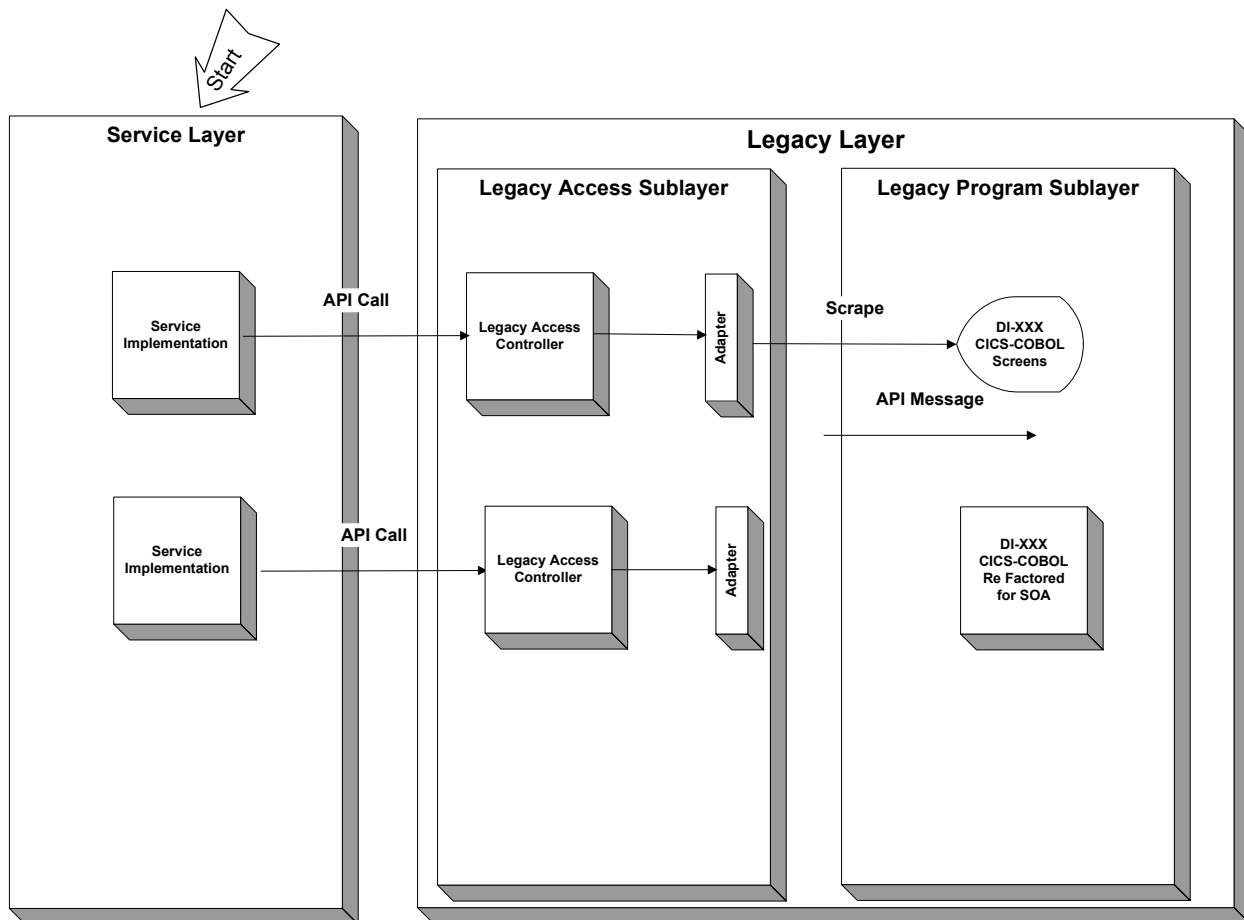 Start
Service Layer
Legacy Layer
Legacy Access Sublayer
Legacy Program Sublayer
API Call
Service
Implementation
Legacy Access
Controller
Adapter
Scrape
DI-XXX
CICS-COBOL
Screens
API Message
API Call
Service
Implementation
Legacy Access
Controller
Adapter
DI-XXX
CICS-COBOL
Re Factored
for SOA